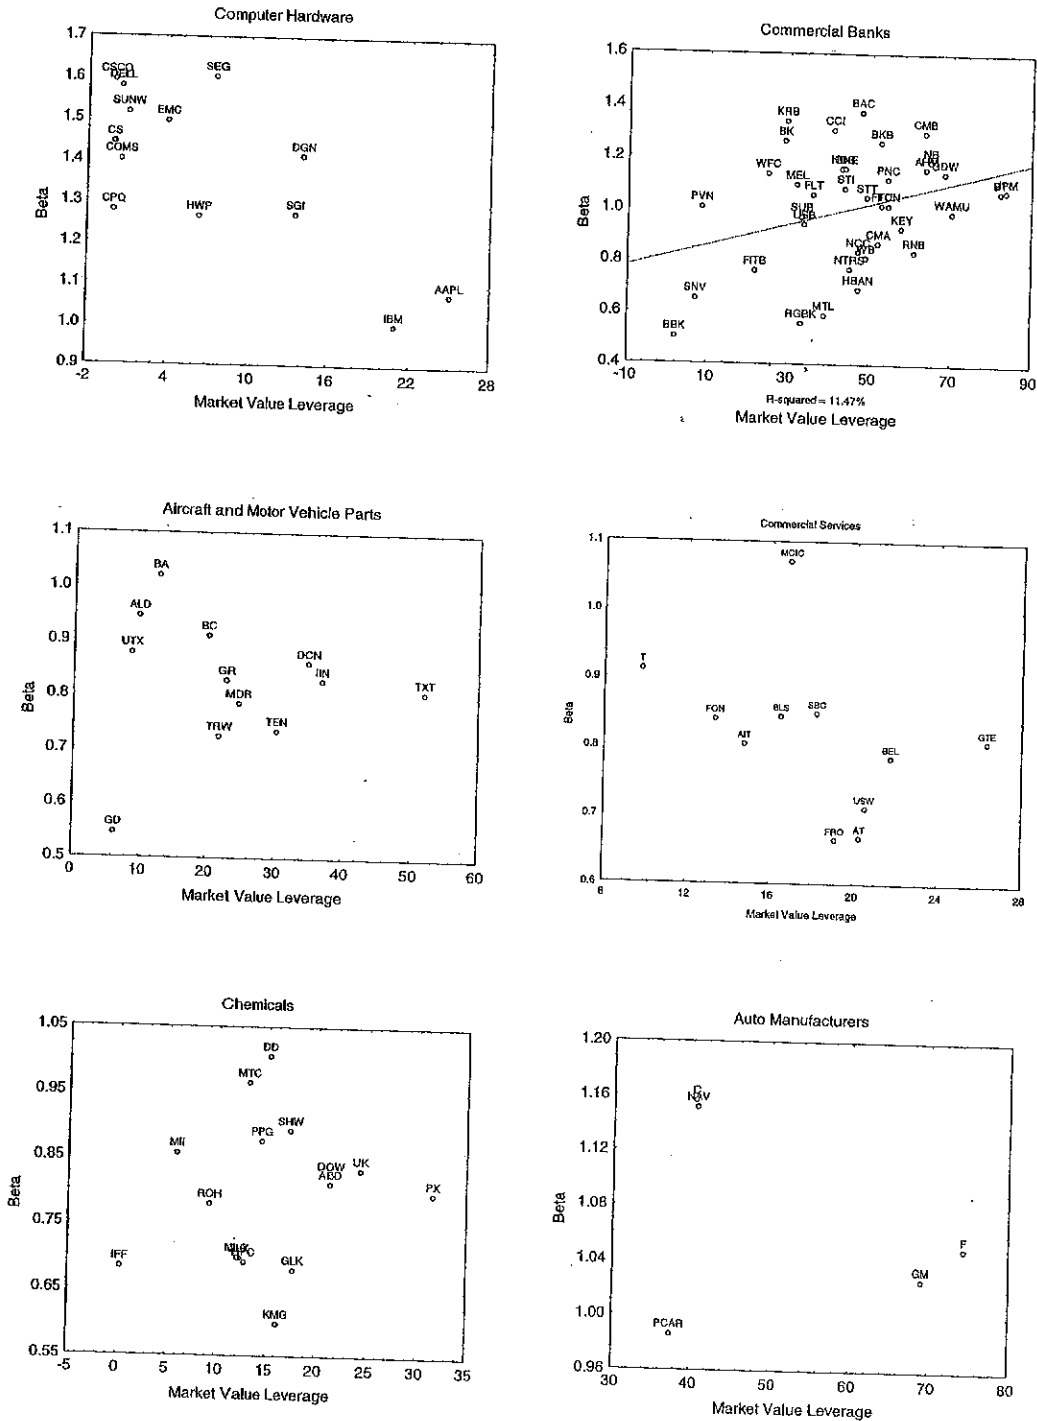 Computer Hardware
1.7
1.6
1.5
1.4
1.3
1.2
1.1
1.0
0.9
Beta
CSCO
DELL
SEG
SUNW
EMC
CS
COMS
DGN
CPQ
HWP
SGI
AAPL
IBM
-2
4
10
16
22
28
Market Value Leverage
Commercial Banks
1.6
1.4
1.2
1.0
0.8
0.6
0.4
Beta
KRB
BAC
CCI
CMB
BK
BKB
NB
WFC
GDW
MEL
PNC
STI
FLT
STT
JPM
PVN
SUB
USB
WAMU
KEY
CMA
NCC
WB
RNB
FITB
NTRS
HBAN
SNV
RGBK
MTL
BBK
-10
10
30
50
70
90
R-squared = 11.47%
Market Value Leverage
Aircraft and Motor Vehicle Parts
1.1
1.0
0.9
0.8
0.7
0.6
0.5
Beta
BA
ALD
UTX
BC
DCN
GR
MDR
TXT
TRW
TEN
GD
0
10
20
30
40
50
60
Market Value Leverage
Commercial Services
1.1
1.0
0.9
0.8
0.7
0.6
Beta
MCIC
T
FON
BLS
SBC
AIT
GTE
BEL
USW
FRO
AT
8
12
16
20
24
28
Market Value Leverage
Chemicals
1.05
0.95
0.85
0.75
0.65
0.55
Beta
DD
MTC
SHW
PPG
MII
DOW
ABD
UK
PX
ROH
IFF
GLK
KMG
-5
0
5
10
15
20
25
30
35
Market Value Leverage
Auto Manufacturers
1.20
1.16
1.12
1.08
1.04
1.00
0.96
Beta
C
NAV
F
GM
PCAR
30
40
50
60
70
80
Market Value Leverage